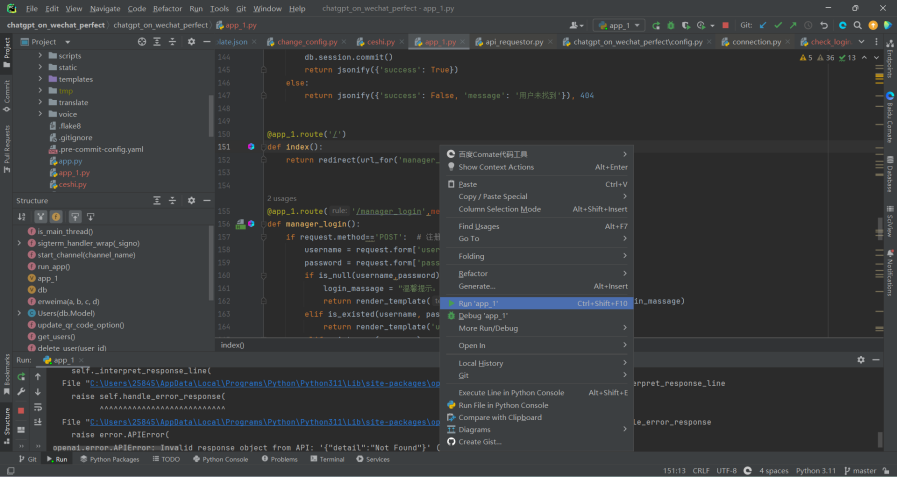 File Edit View Navigate Code Refactor Run Tools Git Window Help chatgpt_on_wechat_perfect - app_1.py
chatgpt_on_wechat_perfect chatgpt_on_wechat_perfect app_1.py
app_1 Git:
Project
late.json change_config.py ceshi.py app_1.py api_requestor.py chatgpt_on_wechat_perfect\config.py connection.py check_login
scripts
static
templates
tmp
translate
voice
.flake8
.gitignore
.pre-commit-config.yaml
app.py
app_1.py
ceshi.py
Structure
is_main_thread()
sigterm_handler_wrap(_signo)
start_channel(channel_name)
run_app()
app_1
db
erweima(a, b, c, d)
Users(db.Model)
update_qr_code_option()
get_users()
delete_user(user_id)
5 36 13
144 db.session.commit()
145 return jsonify({'success': True})
146 else:
147 return jsonify({'success': False, 'message': '用户未找到'}), 404
148
149
150 @app_1.route('/')
151 def index():
152 return redirect(url_for('manager_
153
154
2 usages
155 @app_1.route( rule: '/manager_login',
156 def manager_login():
157 if request.method=='POST': #
158 username = request.form['user
159 password = request.form['pass
160 if is_null(username,password)
161 login_massage = "温馨提示:
162 return render_template( in_massage)
163 elif is_existed(username, pas
164 return render_template('u
index()
百度Comate代码工具
Show Context Actions Alt+Enter
Paste Ctrl+V
Copy / Paste Special
Column Selection Mode Alt+Shift+Insert
Find Usages Alt+F7
Go To
Folding
Refactor
Generate... Alt+Insert
Run 'app_1' Ctrl+Shift+F10
Debug 'app_1'
More Run/Debug
Open In
Local History
Git
Execute Line in Python Console Alt+Shift+E
Run File in Python Console
Compare with Clipboard
Diagrams
Create Gist...
Run: app_1
self._interpret_response_line(
File "C:\Users\25845\AppData\Local\Programs\Python\Python311\Lib\site-packages\op terpret_response_line
raise self.handle_error_response(
^^^^^^^^^^^^^^^^^^^^^^^^^^
File "C:\Users\25845\AppData\Local\Programs\Python\Python311\Lib\site-packages\op le_error_response
raise error.APIError(
openai.error.APIError: Invalid response object from API: '{"detail":"Not Found"}' (
Project
Commit
Pull Requests
Bookmarks
Structure
Endpoints
Baidu Comate
Database
SciView
Notifications
Git Run Python Packages TODO Python Console Problems Terminal Services
151:13 CRLF UTF-8 4 spaces Python 3.11 master